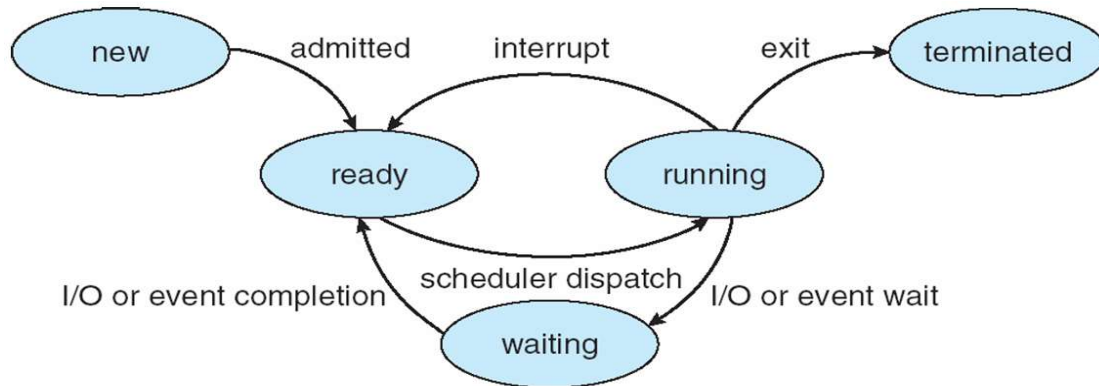 new
admitted
interrupt
exit
terminated
ready
running
I/O or event completion
scheduler dispatch
I/O or event wait
waiting